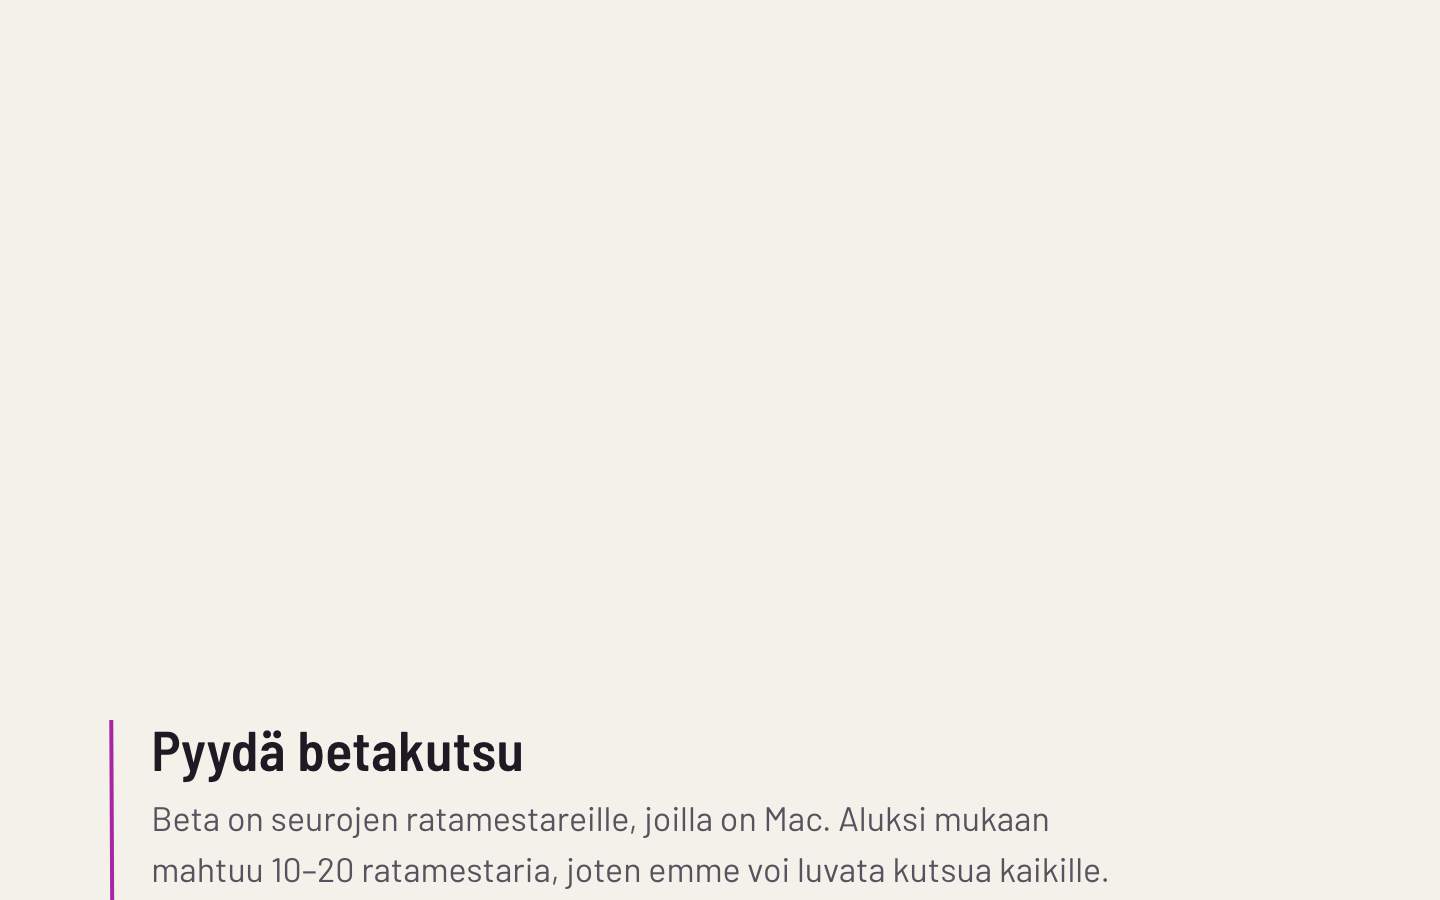 Pyydä betakutsu
Beta on seurojen ratamestareille, joilla on Mac. Aluksi mukaan
mahtuu 10–20 ratamestaria, joten emme voi luvata kutsua kaikille.